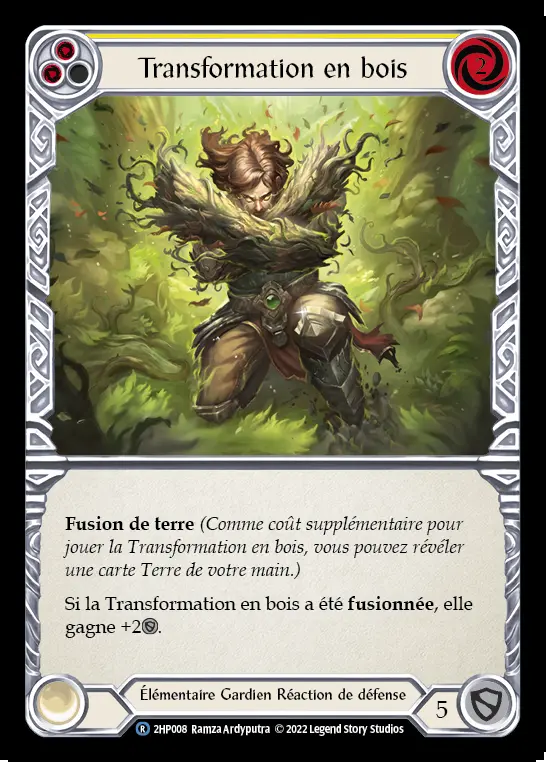 Transformation en bois
2
Fusion de terre (Comme coût supplémentaire pour
jouer la Transformation en bois, vous pouvez révéler
une carte Terre de votre main.)
Si la Transformation en bois a été fusionnée, elle
gagne +2.
Élémentaire Gardien Réaction de défense
5
R 2HP008 Ramza Ardyputra © 2022 Legend Story Studios